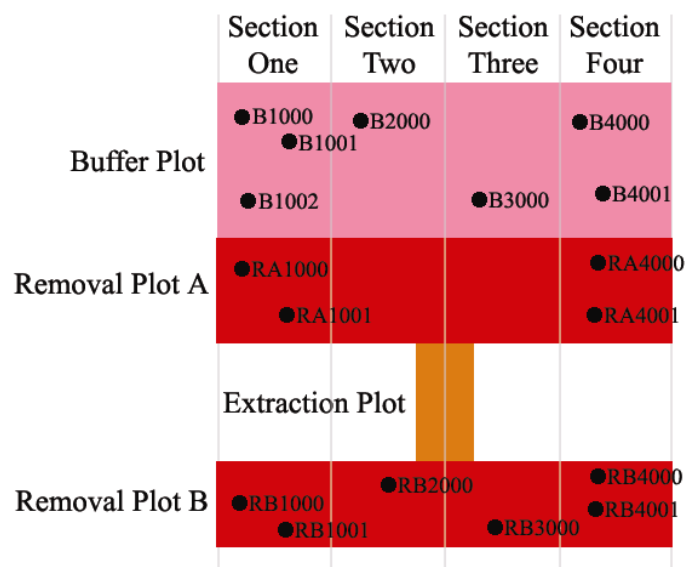 Section One
Section Two
Section Three
Section Four
Buffer Plot
B1000
B1001
B1002
B2000
B3000
B4000
B4001
Removal Plot A
RA1000
RA1001
RA4000
RA4001
Extraction Plot
Removal Plot B
RB1000
RB1001
RB2000
RB3000
RB4000
RB4001